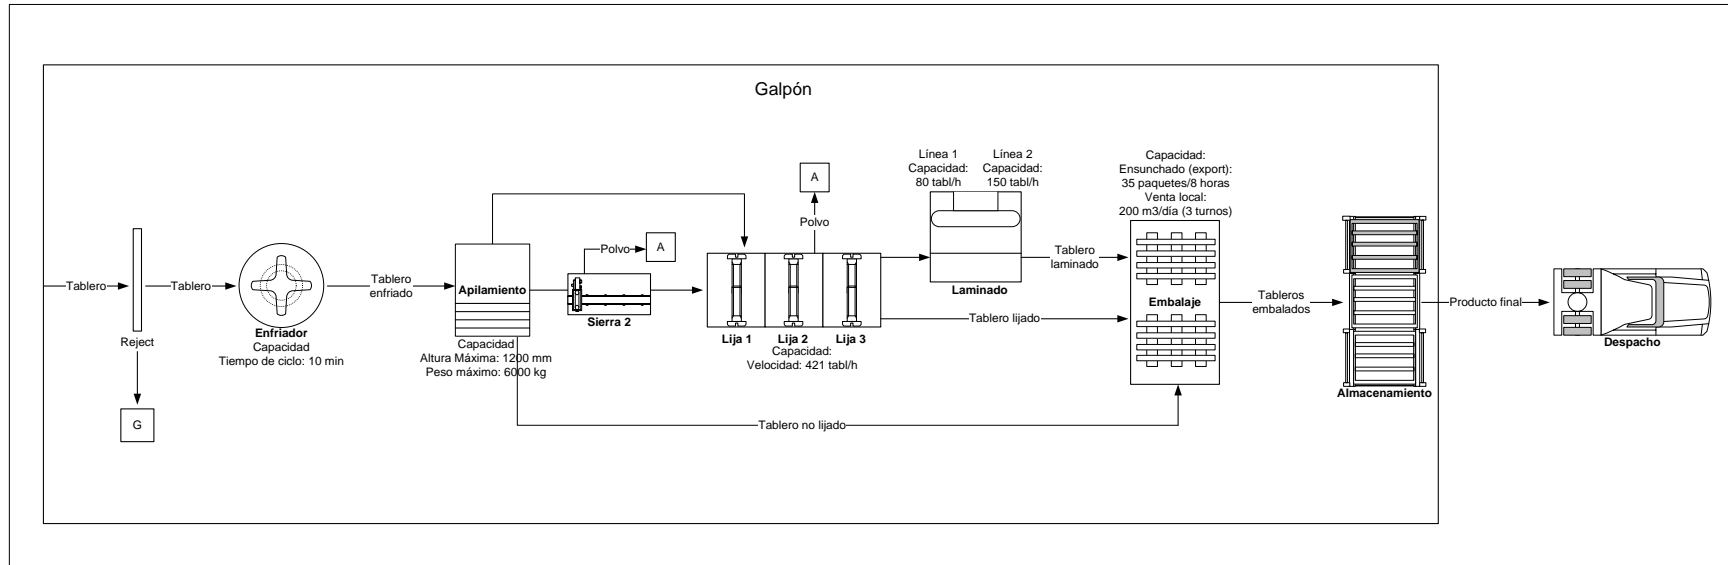 Galpón
Tablero
Reject
G
Tablero
Enfriador
Capacidad
Tiempo de ciclo: 10 min
Tablero
enfriado
Apilamiento
Capacidad
Altura Máxima: 1200 mm
Peso máximo: 6000 kg
Polvo
A
Sierra 2
Polvo
A
Lija 1
Lija 2
Lija 3
Capacidad:
Velocidad: 421 tabl/h
Línea 1
Capacidad:
80 tabl/h
Línea 2
Capacidad:
150 tabl/h
Laminado
Tablero
laminado
Tablero lijado
Tablero no lijado
Capacidad:
Ensunchado (export):
35 paquetes/8 horas
Venta local:
200 m3/día (3 turnos)
Embalaje
Tableros
embalados
Almacenamiento
Producto final
Despacho